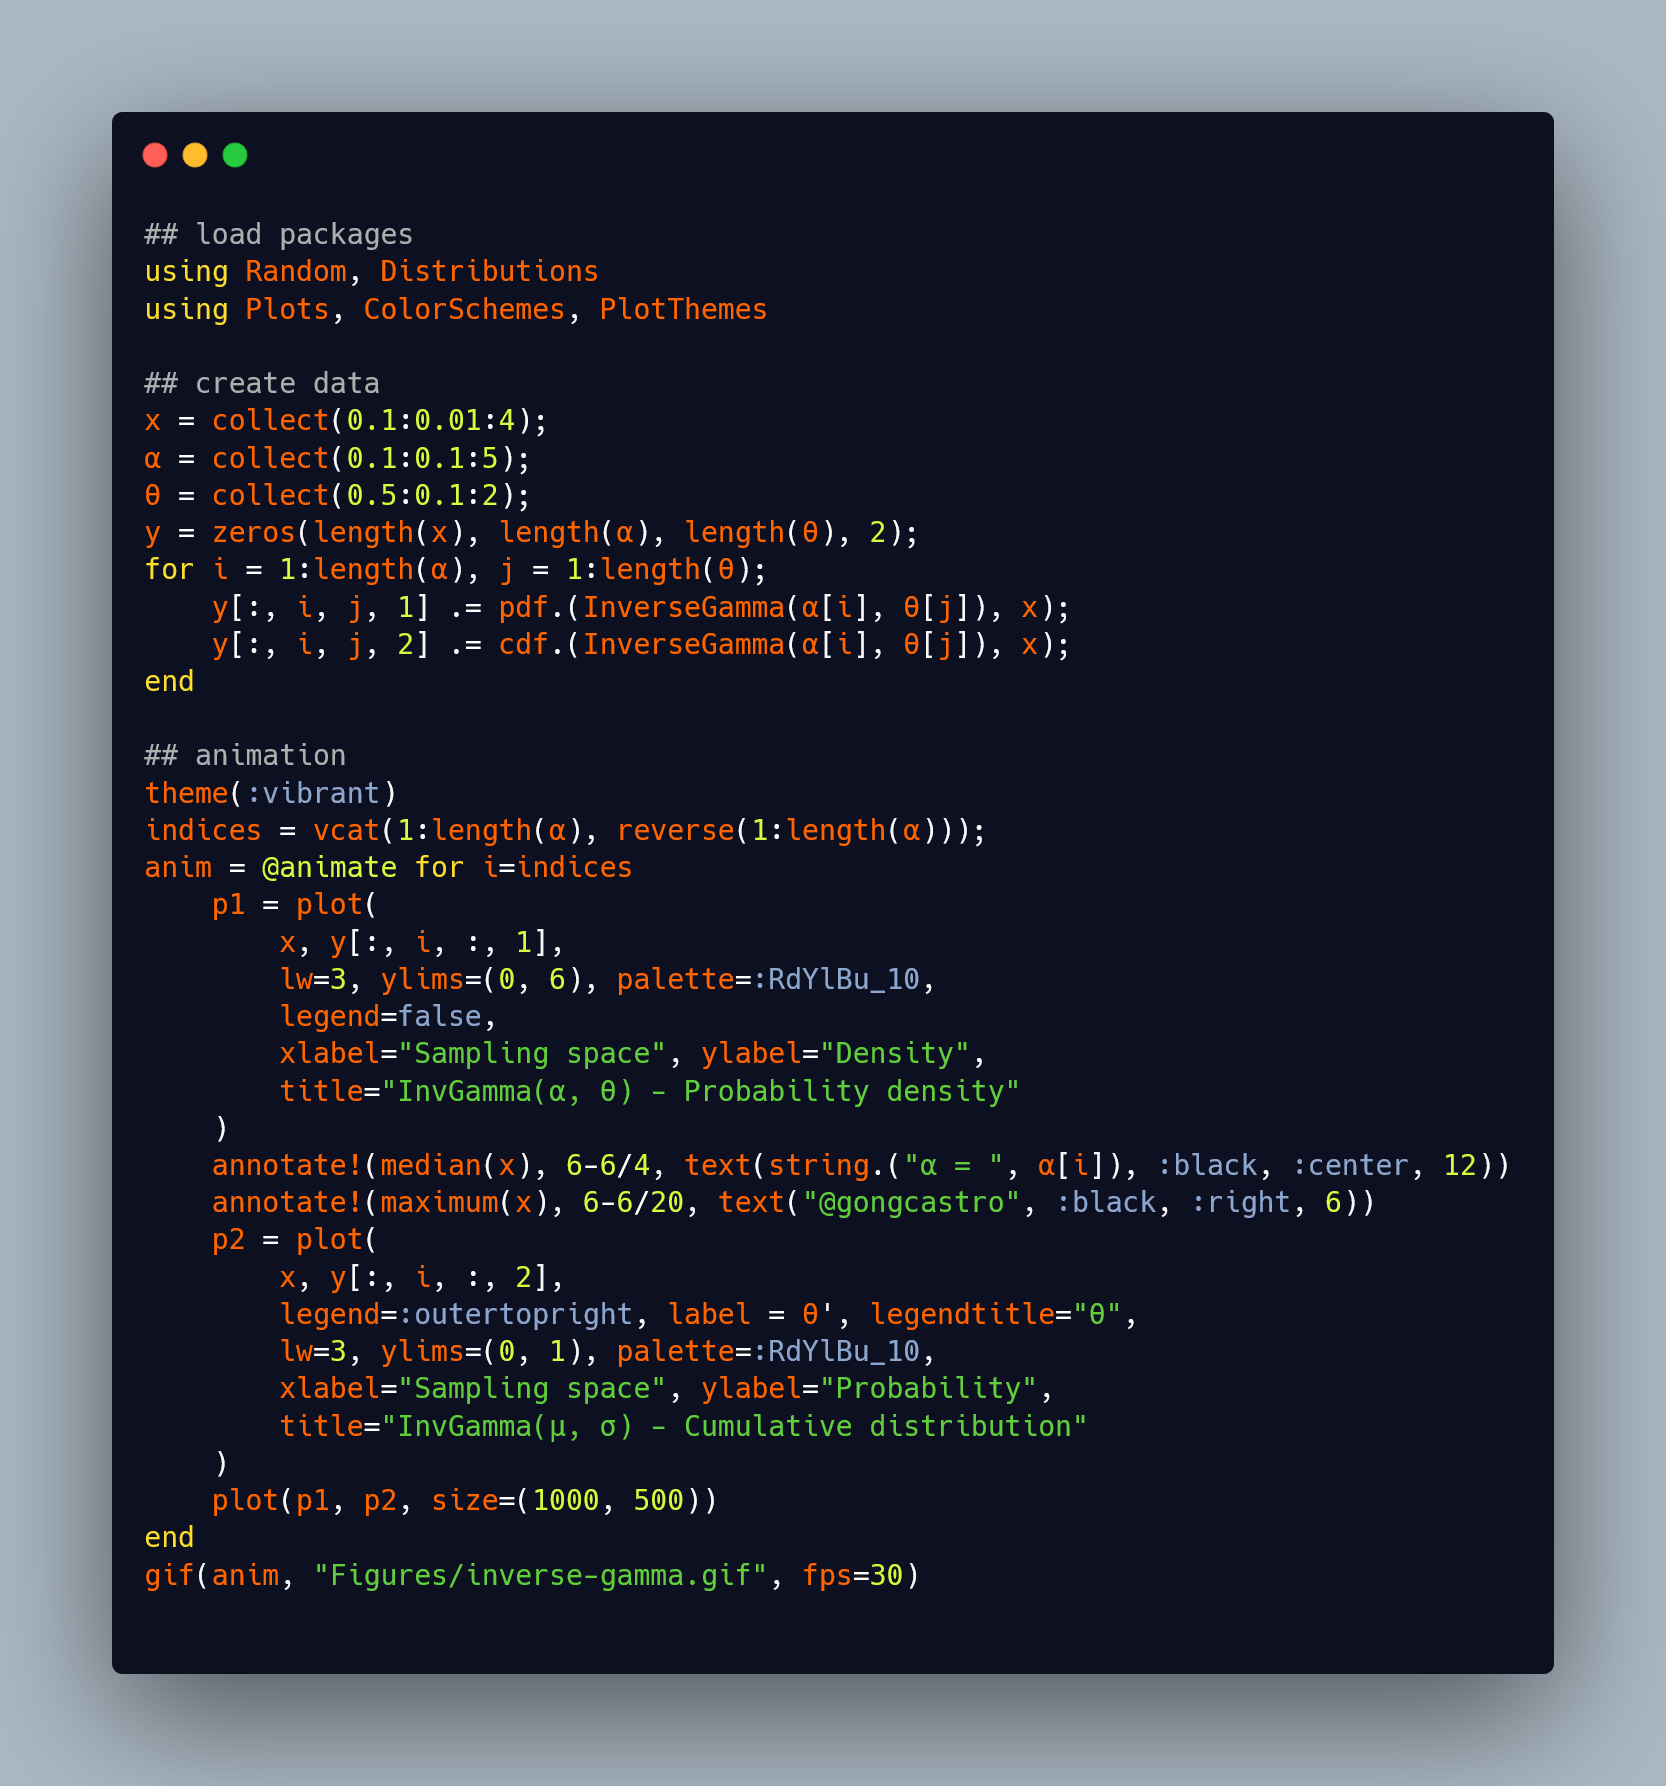 ## load packages
using Random, Distributions
using Plots, ColorSchemes, PlotThemes

## create data
x = collect(0.1:0.01:4);
α = collect(0.1:0.1:5);
θ = collect(0.5:0.1:2);
y = zeros(length(x), length(α), length(θ), 2);
for i = 1:length(α), j = 1:length(θ);
    y[:, i, j, 1] .= pdf.(InverseGamma(α[i], θ[j]), x);
    y[:, i, j, 2] .= cdf.(InverseGamma(α[i], θ[j]), x);
end

## animation
theme(:vibrant)
indices = vcat(1:length(α), reverse(1:length(α)));
anim = @animate for i=indices
    p1 = plot(
        x, y[:, i, :, 1],
        lw=3, ylims=(0, 6), palette=:RdYlBu_10,
        legend=false,
        xlabel="Sampling space", ylabel="Density",
        title="InvGamma(α, θ) - Probability density"
    )
    annotate!(median(x), 6-6/4, text(string.("α = ", α[i]), :black, :center, 12))
    annotate!(maximum(x), 6-6/20, text("@gongcastro", :black, :right, 6))
    p2 = plot(
        x, y[:, i, :, 2],
        legend=:outertopright, label = θ', legendtitle="θ",
        lw=3, ylims=(0, 1), palette=:RdYlBu_10,
        xlabel="Sampling space", ylabel="Probability",
        title="InvGamma(μ, σ) - Cumulative distribution"
    )
    plot(p1, p2, size=(1000, 500))
end
gif(anim, "Figures/inverse-gamma.gif", fps=30)